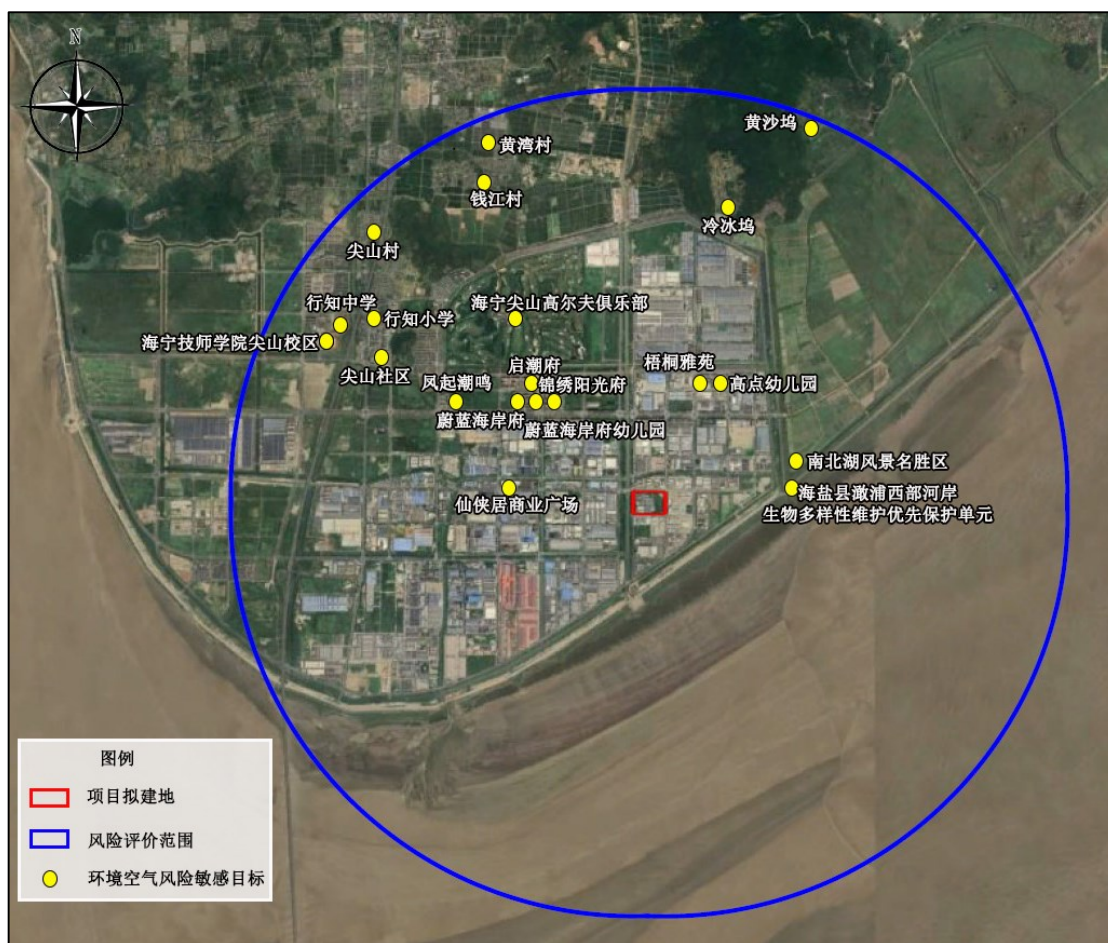 N
黄沙坞
黄湾村
钱江村
冷冰坞
尖山村
行知中学
海宁尖山高尔夫俱乐部
行知小学
海宁技师学院尖山校区
启潮府
梧桐雅苑
尖山社区
凤起潮鸣
锦绣阳光府
高点幼儿园
蔚蓝海岸府
蔚蓝海岸府幼儿园
南北湖风景名胜区
仙侠居商业广场
海盐县澉浦西部河岸
生物多样性维护优先保护单元
图例
项目拟建地
风险评价范围
环境空气风险敏感目标